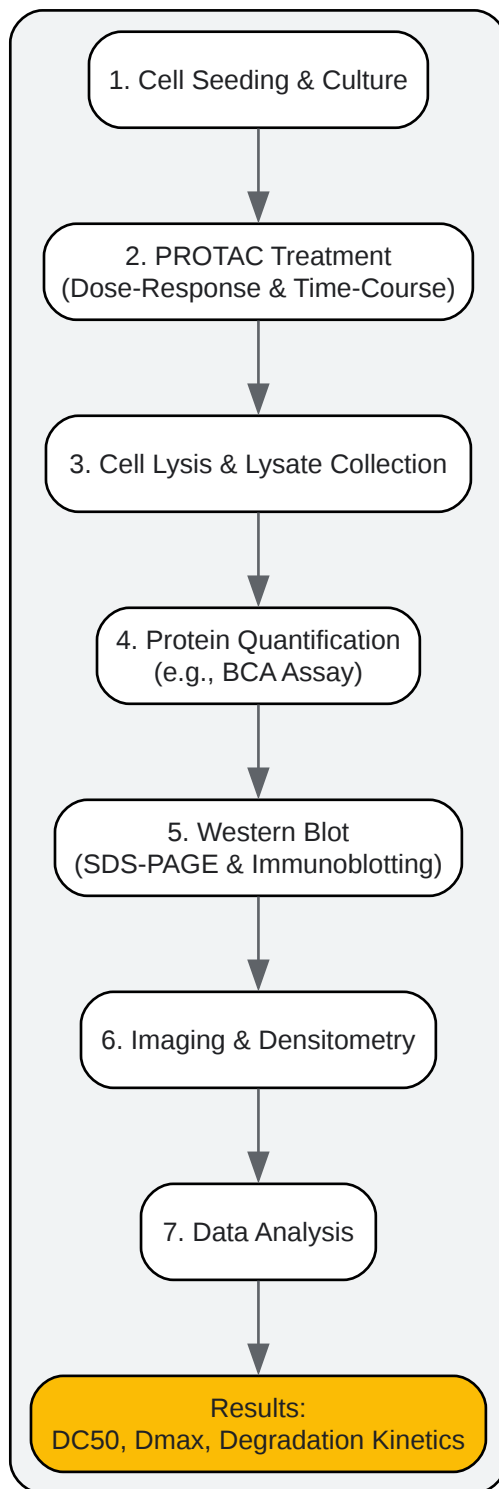 1. Cell Seeding & Culture
2. PROTAC Treatment
(Dose-Response & Time-Course)
3. Cell Lysis & Lysate Collection
4. Protein Quantification
(e.g., BCA Assay)
5. Western Blot
(SDS-PAGE & Immunoblotting)
6. Imaging & Densitometry
7. Data Analysis
Results:
DC50, Dmax, Degradation Kinetics